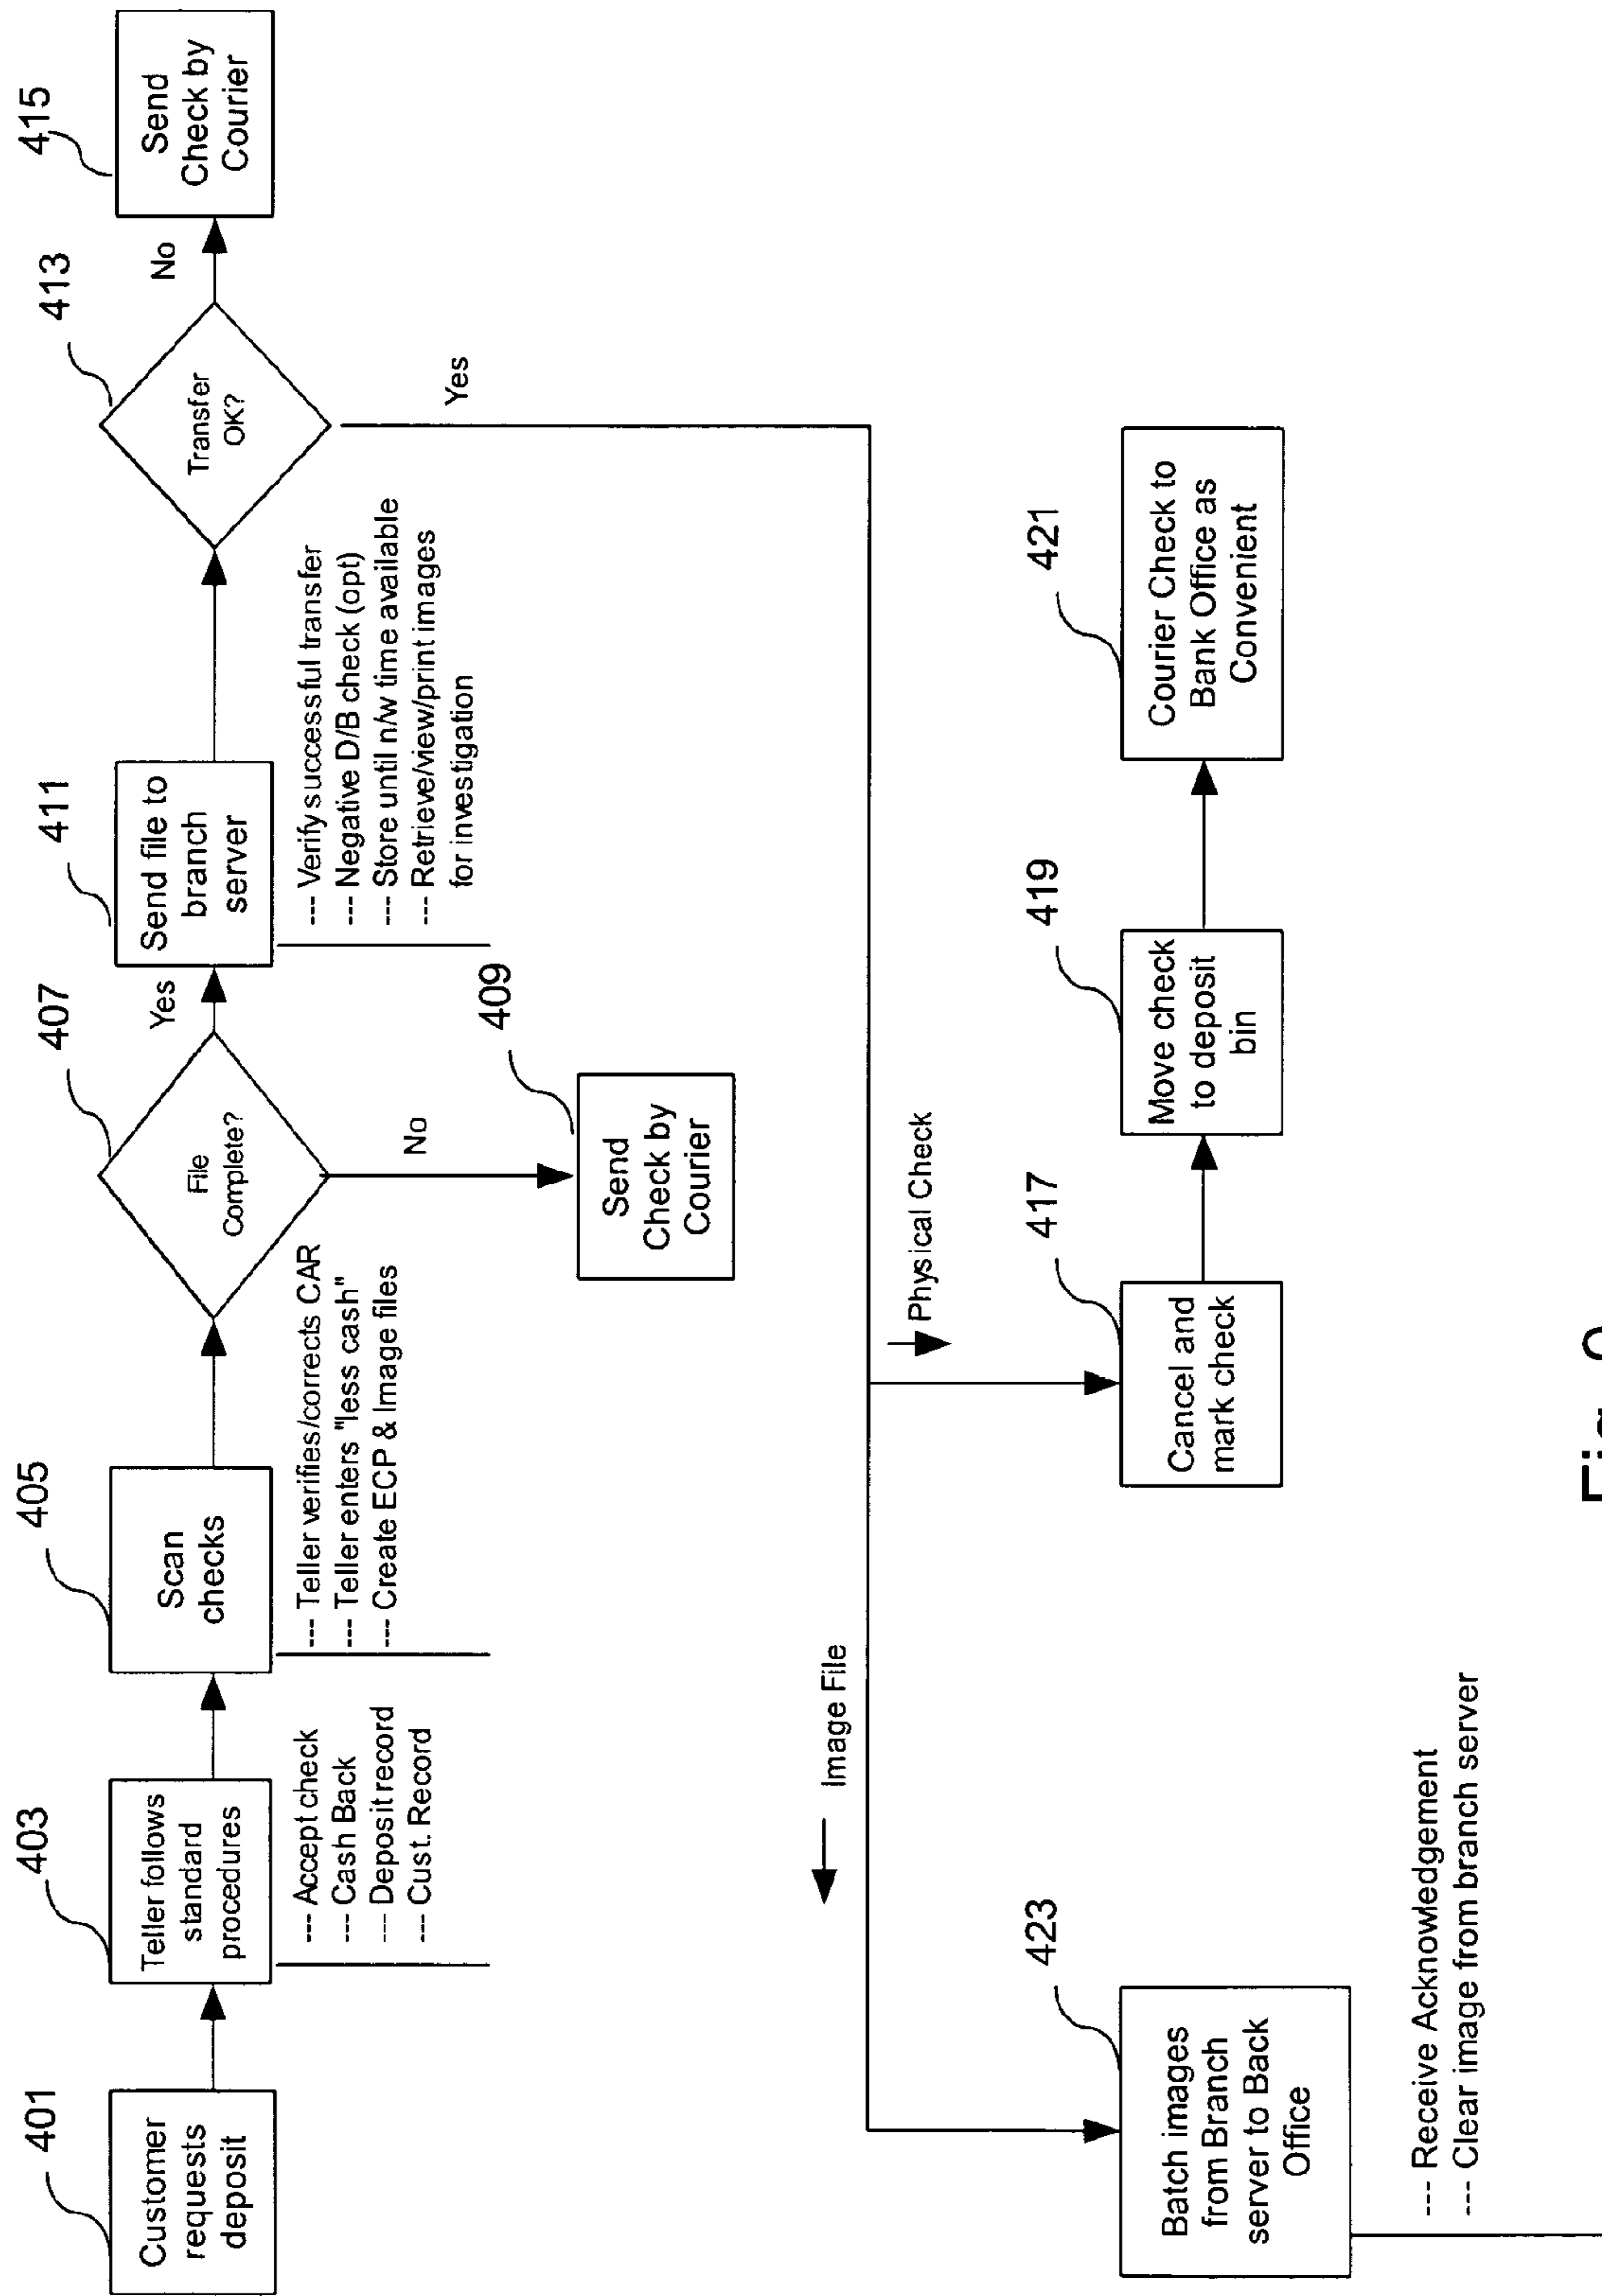 401
Customer
requests
deposit
403
Teller follows
standard
procedures
--- Accept check
--- Cash Back
--- Deposit record
--- Cust. Record
405
Scan
checks
--- Teller verifies/corrects CAR
--- Teller enters "less cash"
--- Create ECP & Image files
407
File
Complete?
Yes
No
409
Send
Check by
Courier
411
Send file to
branch
server
--- Verify successful transfer
--- Negative D/B check (opt)
--- Store until n/w time available
--- Retrieve/view/print images
for investigation
413
Transfer
OK?
No
Yes
415
Send
Check by
Courier
Image File
Physical Check
423
Batch images
from Branch
server to Back
Office
--- Receive Acknowledgement
--- Clear image from branch server
417
Cancel and
mark check
419
Move check
to deposit
bin
421
Courier Check to
Bank Office as
Convenient